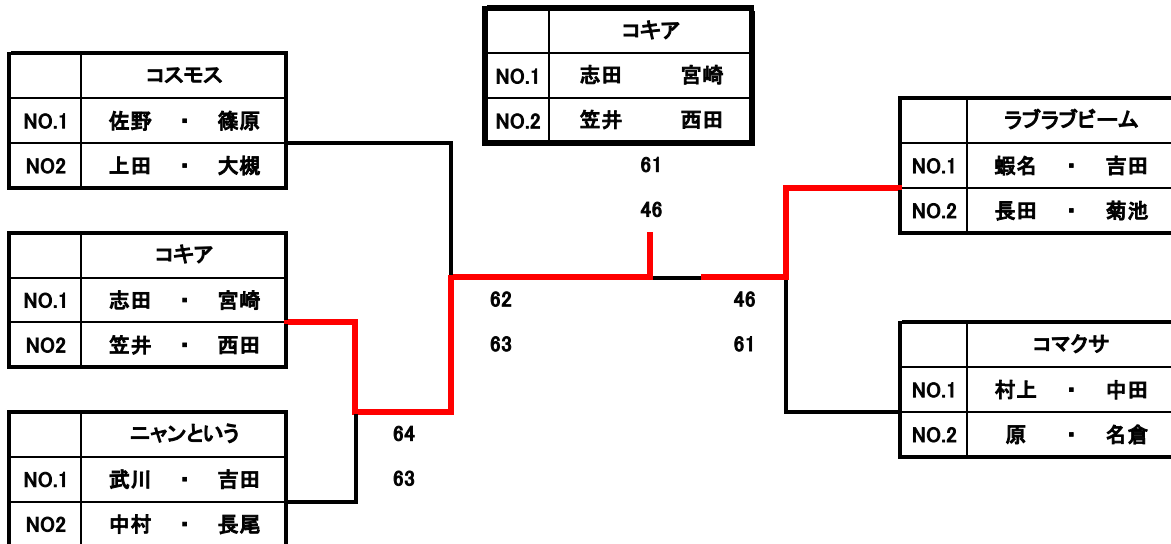 コキア
NO.1 志田 宮崎
NO.2 笠井 西田
コスモス
NO.1 佐野 ・ 篠原
NO2 上田 ・ 大槻
コキア
NO.1 志田 ・ 宮崎
NO2 笠井 ・ 西田
ニャンという
NO.1 武川 ・ 吉田
NO2 中村 ・ 長尾
64
63
62
63
61
46
46
61
ラブラブビーム
NO.1 蝦名 ・ 吉田
NO.2 長田 ・ 菊池
コマクサ
NO.1 村上 ・ 中田
NO.2 原 ・ 名倉